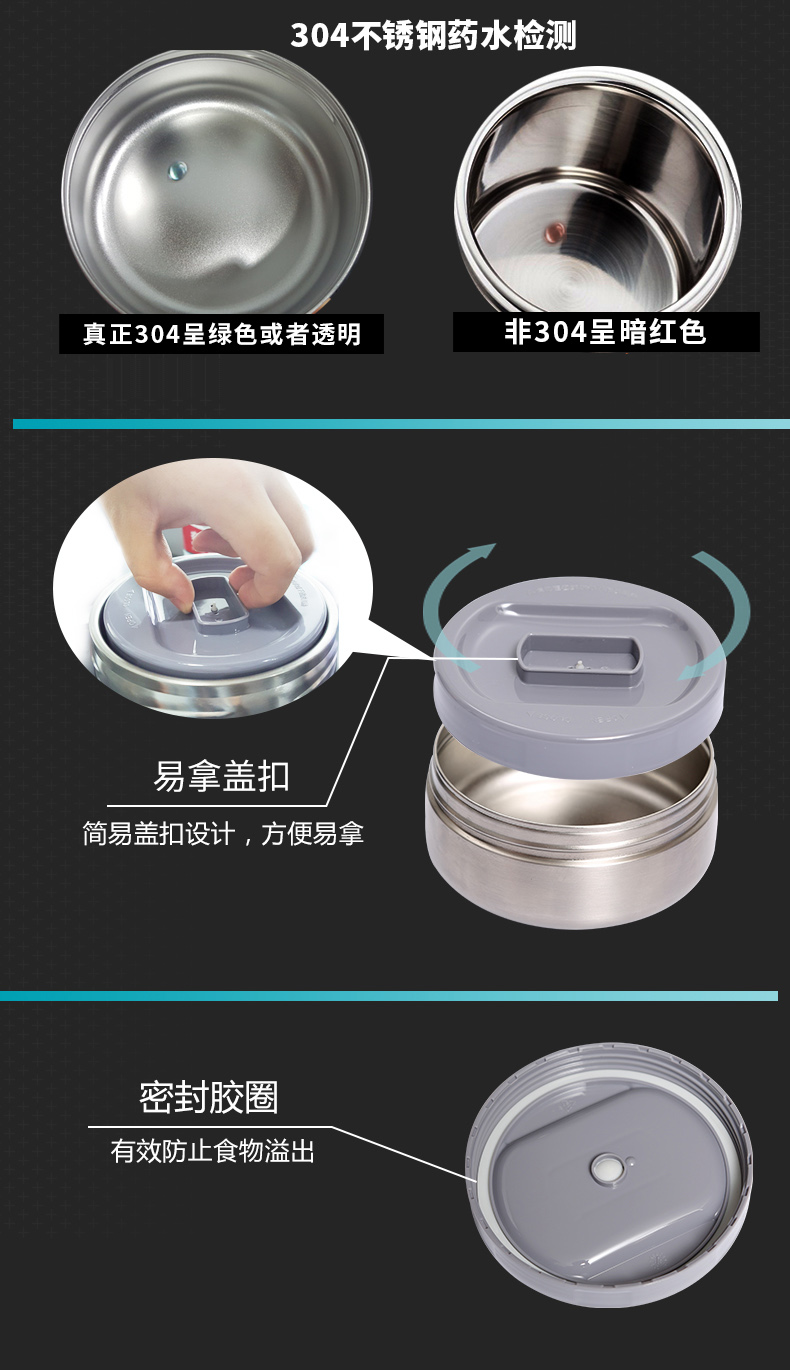 304不锈钢药水检测
真正304呈绿色或者透明
非304呈暗红色
易拿盖扣
简易盖扣设计，方便易拿
密封胶圈
有效防止食物溢出